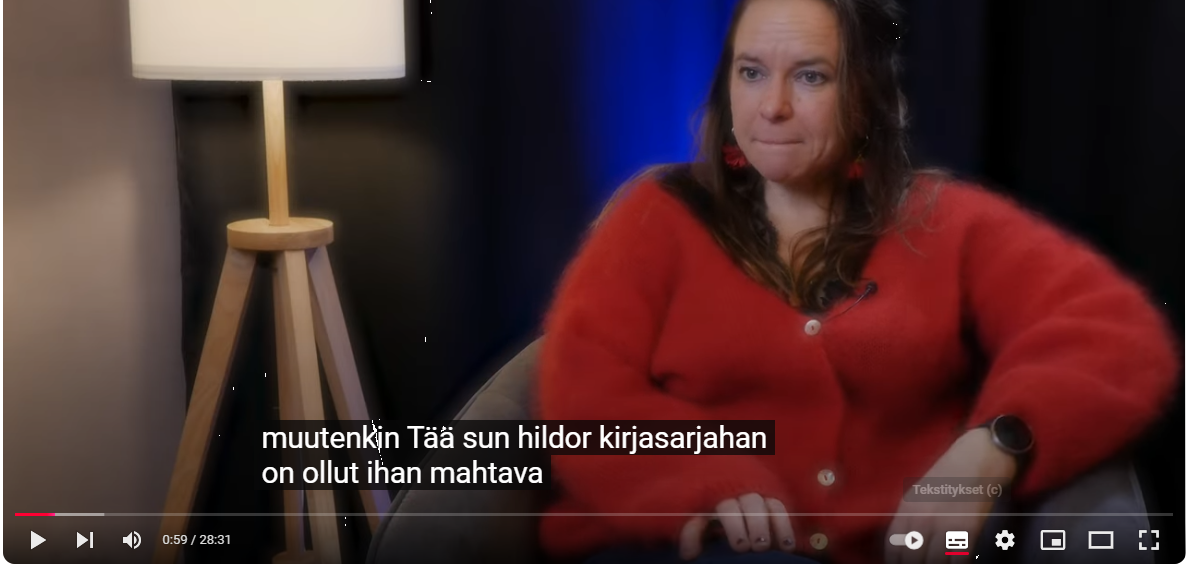 muutenkin Tää sun hildor kirjasarjahan
on ollut ihan mahtava
Tekstitykset (c)
0:59 / 28:31